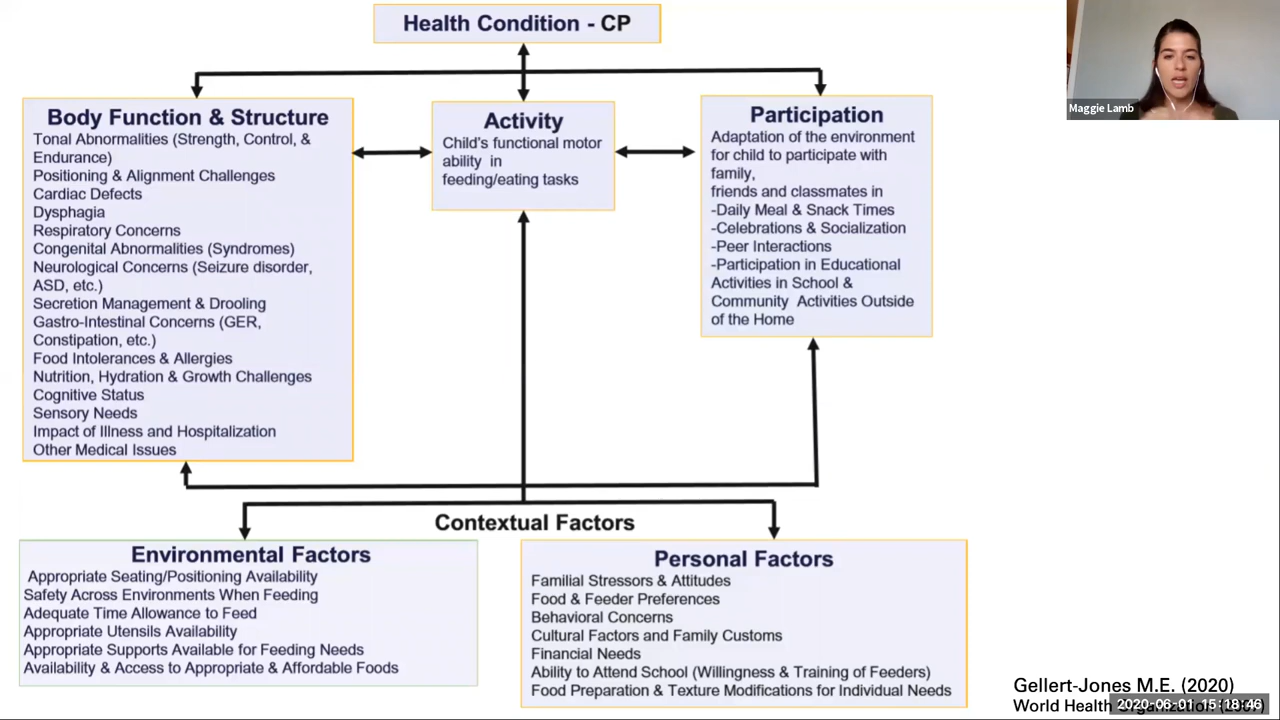 Health Condition - CP
Maggie Lamb
Body Function & Structure
Tonal Abnormalities (Strength, Control, &
Endurance)
Positioning & Alignment Challenges
Cardiac Defects
Dysphagia
Respiratory Concerns
Congenital Abnormalities (Syndromes)
Neurological Concerns (Seizure disorder,
ASD, etc.)
Secretion Management & Drooling
Gastro-Intestinal Concerns (GER,
Constipation, etc.)
Food Intolerances & Allergies
Nutrition, Hydration & Growth Challenges
Cognitive Status
Sensory Needs
Impact of Illness and Hospitalization
Other Medical Issues
Activity
Child's functional motor
ability in
feeding/eating tasks
Participation
Adaptation of the environment
for child to participate with
family,
friends and classmates in
-Daily Meal & Snack Times
-Celebrations & Socialization
-Peer Interactions
-Participation in Educational
Activities in School &
Community Activities Outside
of the Home
Contextual Factors
Environmental Factors
Appropriate Seating/Positioning Availability
Safety Across Environments When Feeding
Adequate Time Allowance to Feed
Appropriate Utensils Availability
Appropriate Supports Available for Feeding Needs
Availability & Access to Appropriate & Affordable Foods
Personal Factors
Familial Stressors & Attitudes
Food & Feeder Preferences
Behavioral Concerns
Cultural Factors and Family Customs
Financial Needs
Ability to Attend School (Willingness & Training of Feeders)
Food Preparation & Texture Modifications for Individual Needs
Gellert-Jones M.E. (2020)
World Health
2020-06-01 15:18:46